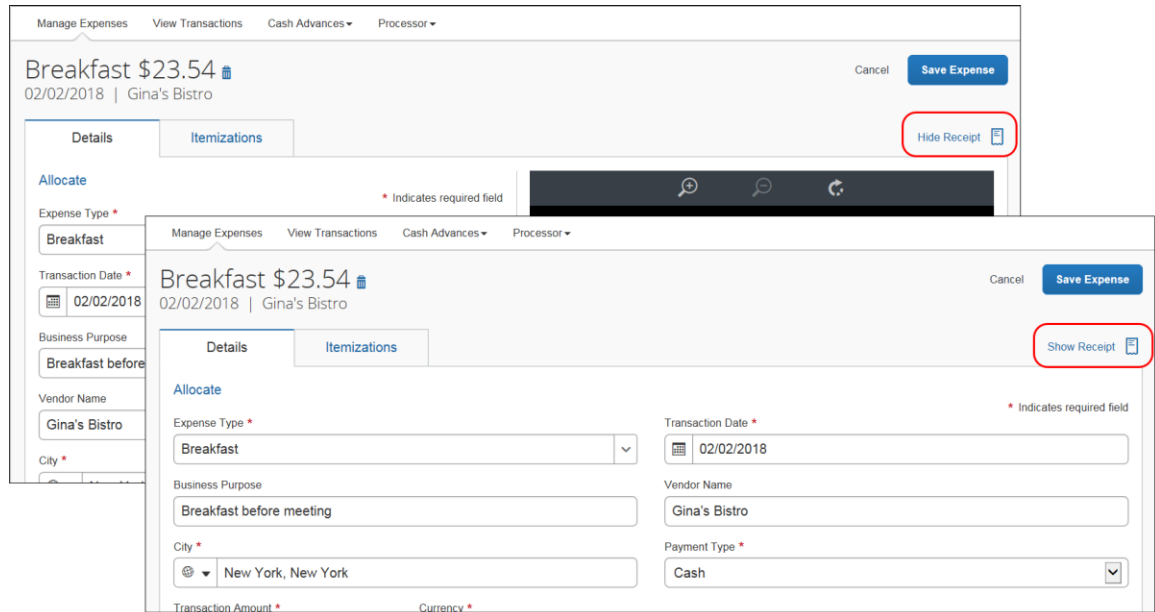 Manage Expenses View Transactions Cash Advances Processor
Breakfast $23.54
Cancel Save Expense
02/02/2018 | Gina's Bistro
Details Itemizations
Hide Receipt
Allocate
* Indicates required field
Expense Type *
Breakfast
Transaction Date *
02/02/2018
Business Purpose
Breakfast before
Vendor Name
Gina's Bistro
City *
Manage Expenses View Transactions Cash Advances Processor
Breakfast $23.54
Cancel Save Expense
02/02/2018 | Gina's Bistro
Details Itemizations
Show Receipt
Allocate
* Indicates required field
Expense Type * Transaction Date *
Breakfast 02/02/2018
Business Purpose Vendor Name
Breakfast before meeting Gina's Bistro
City * Payment Type *
New York, New York Cash
Transaction Amount * Currency *